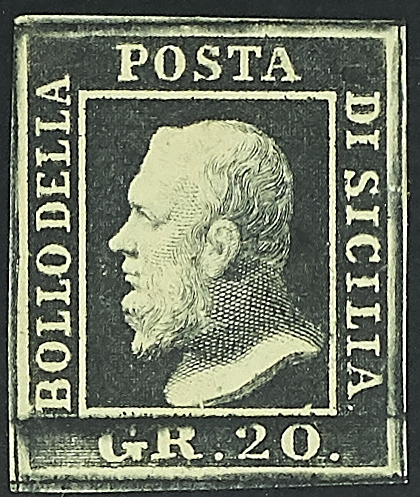 POSTA
BOLLO DELLA
DI SICILIA
GR. 20.